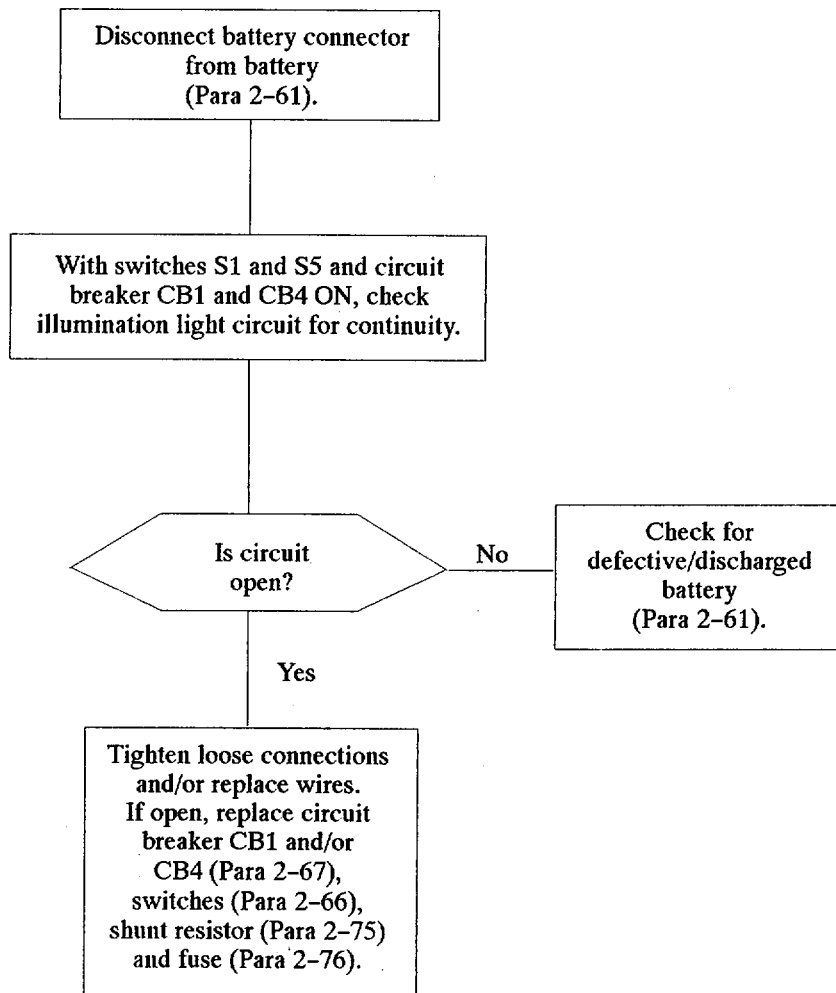 Disconnect battery connector
from battery
(Para 2–61).
With switches S1 and S5 and circuit
breaker CB1 and CB4 ON, check
illumination light circuit for continuity.
Is circuit
open?
No
Check for
defective/discharged
battery
(Para 2–61).
Yes
Tighten loose connections
and/or replace wires.
If open, replace circuit
breaker CB1 and/or
CB4 (Para 2–67),
switches (Para 2–66),
shunt resistor (Para 2–75)
and fuse (Para 2–76).